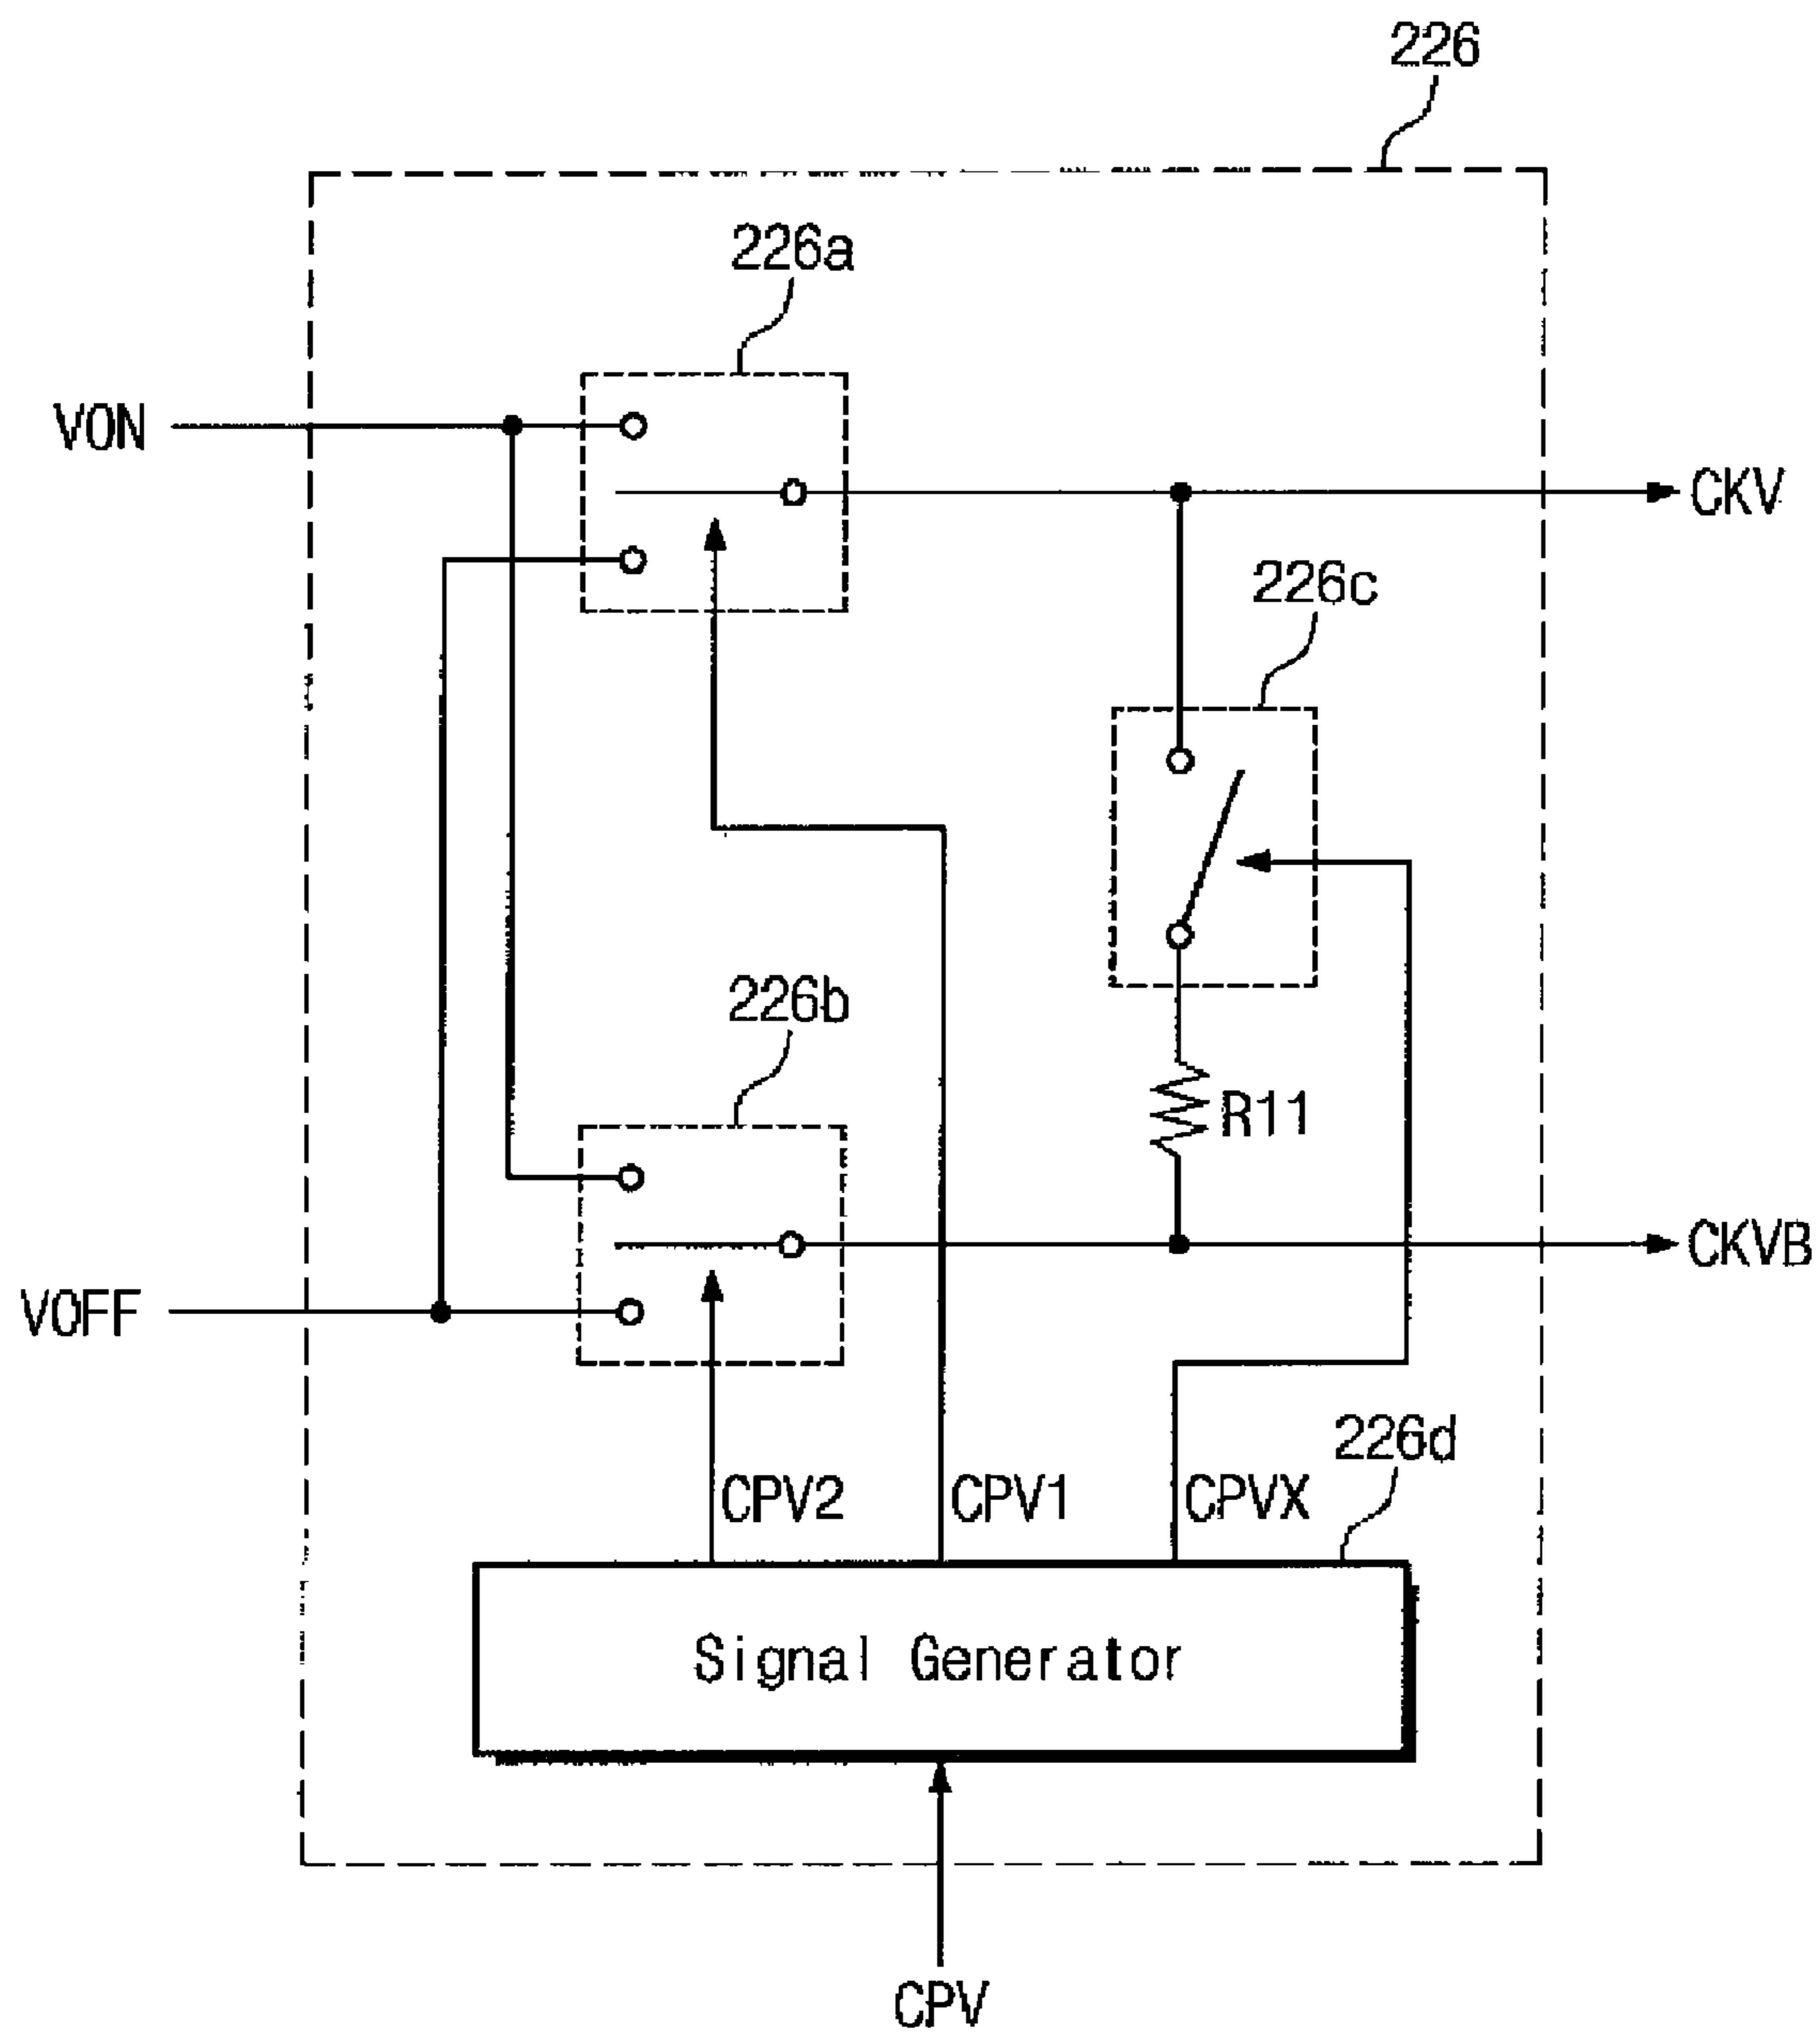 226
226a
VON
CKV
226c
226b
R11
CKVB
VOFF
226d
CPV2
CPV1
CPVX
Signal Generator
CPV